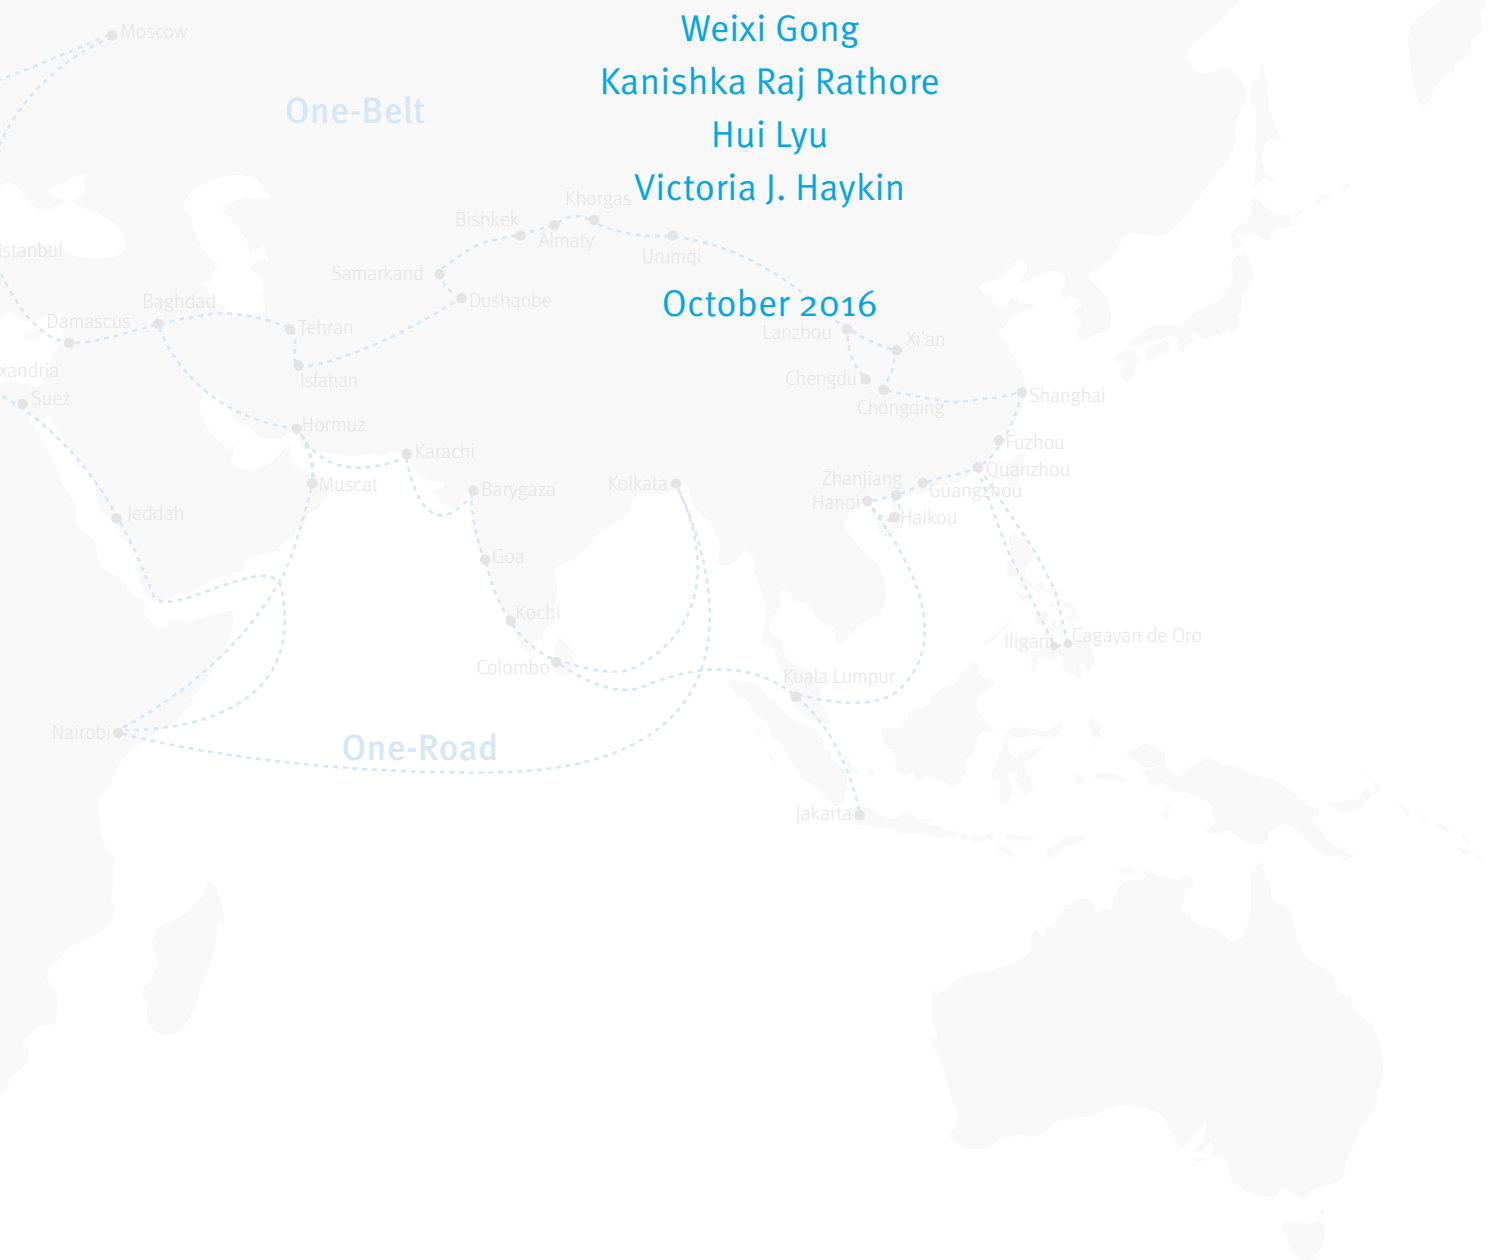 Weixi Gong
Moscow
Kanishka Raj Rathore
One-Belt
Hui Lyu
Victoria J. Haykin
Khorgas
Bishkek
Almaty
Istanbul
Urumqi
Samarkand
Baghdad
Dushanbe
October 2016
Damascus
Tehran
Lanzhou
Xi'an
xandria
Isfahan
Chengdu
Suez
Shanghai
Chongqing
Hormuz
Fuzhou
Karachi
Quanzhou
Zhanjiang
Muscat
Kolkata
Barygaza
Guangzhou
Hanoi
Jeddah
Haikou
Goa
Kochi
Iligan
Cagayan de Oro
Colombo
Kuala Lumpur
Nairobi
One-Road
Jakarta